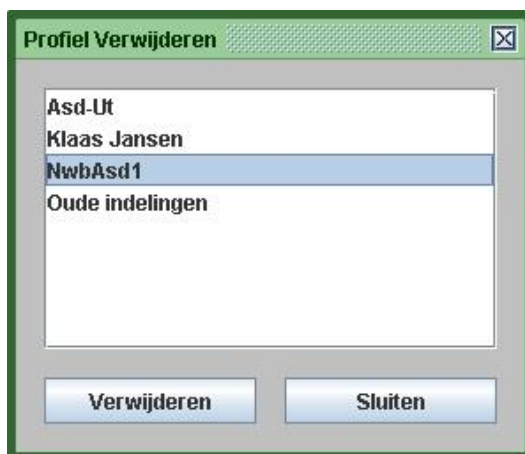 Profiel Verwijderen
Asd-Ut
Klaas Jansen
NwbAsd1
Oude indelingen
Verwijderen
Sluiten